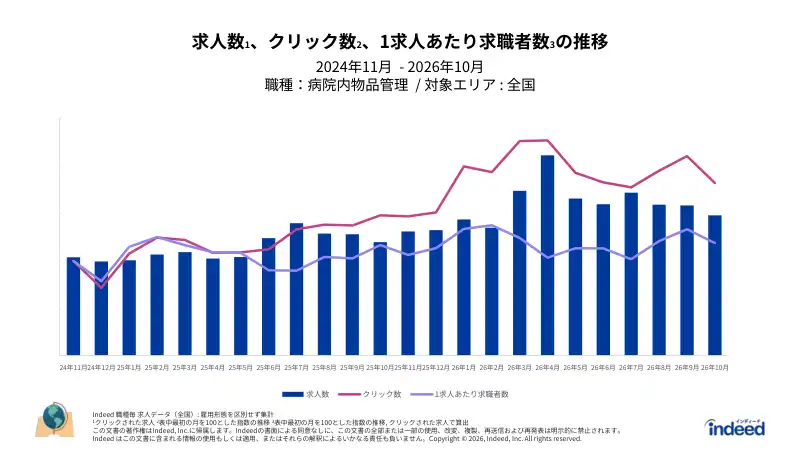 求人数1、クリック数2、1求人あたり求職者数3の推移
2024年11月 - 2026年10月
職種：病院内物品管理 / 対象エリア : 全国
24年11月 24年12月 25年1月 25年2月 25年3月 25年4月 25年5月 25年6月 25年7月 25年8月 25年9月 25年10月 25年11月 25年12月 26年1月 26年2月 26年3月 26年4月 26年5月 26年6月 26年7月 26年8月 26年9月 26年10月
求人数 クリック数 1求人あたり求職者数
Indeed 職種毎 求人データ（全国）: 雇用形態を区別せず集計
¹クリックされた求人 ²表中最初の月を100とした指数の推移 ³表中最初の月を100とした指数の推移, クリックされた求人で算出
この文書の著作権はIndeed, Inc.に帰属します。Indeedの書面による同意なしに、この文書の全部または一部の使用、改変、複製、再送信および再発表は明示的に禁止されます。
Indeed はこの文書に含まれる情報の使用もしくは適用、またはそれらの解釈によるいかなる責任も負いません。Copyright © 2026, Indeed, Inc. All rights reserved.
インディード
indeed